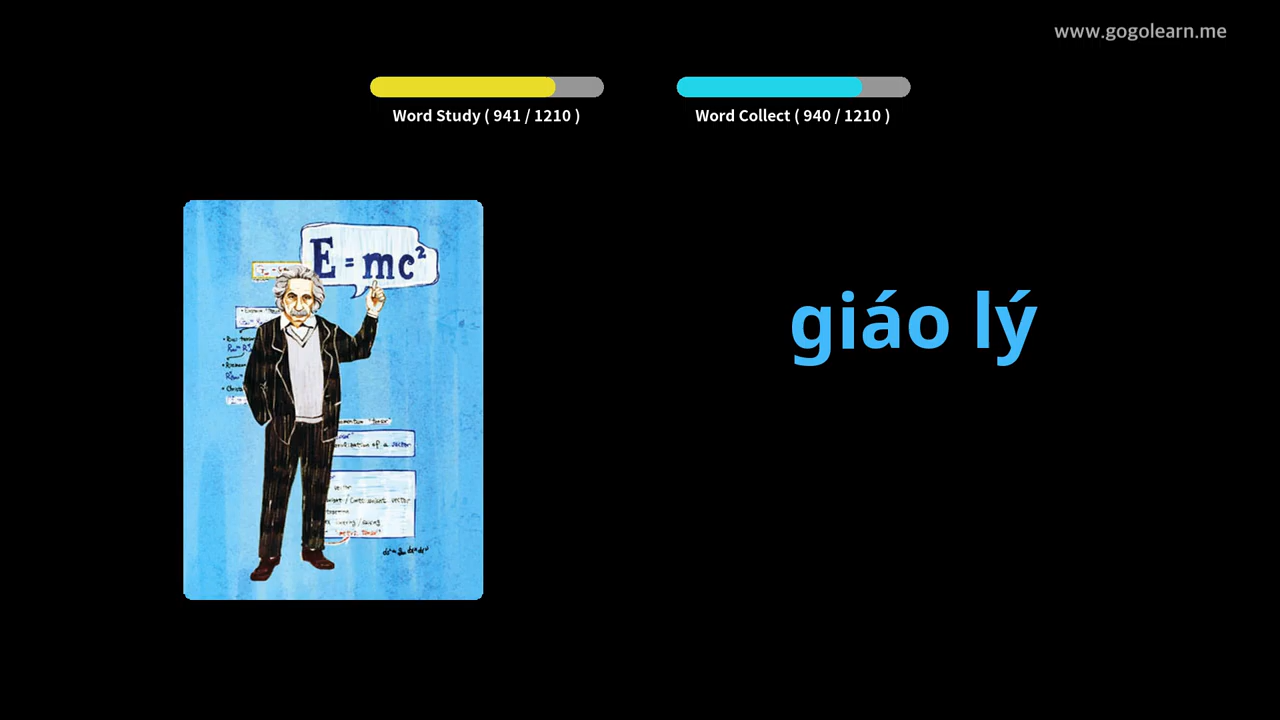 www.gogolearn.me
Word Study ( 941 / 1210 )
Word Collect ( 940 / 1210 )
E = mc²
giáo lý